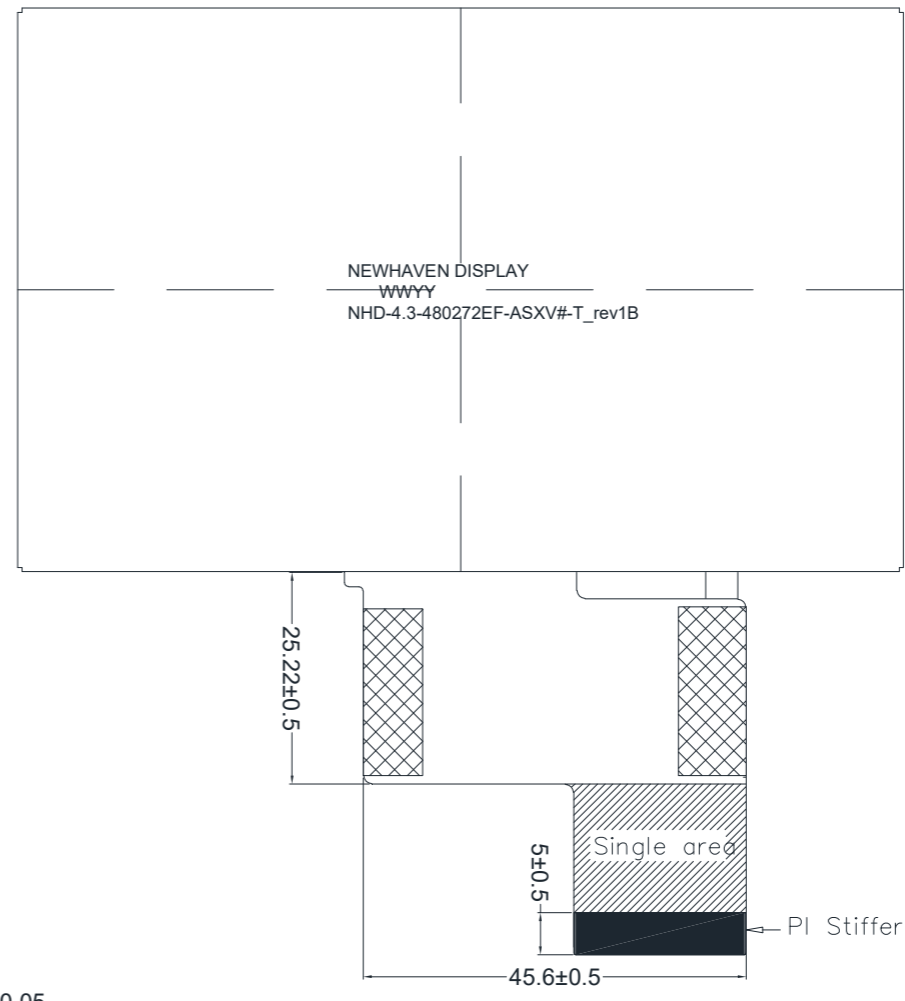 NEWHAVEN DISPLAY
WWYY
NHD-4.3-480272EF-ASXV#-T_rev1B
25.22±0.5
Single area
5±0.5
PI Stiffer
45.6±0.5